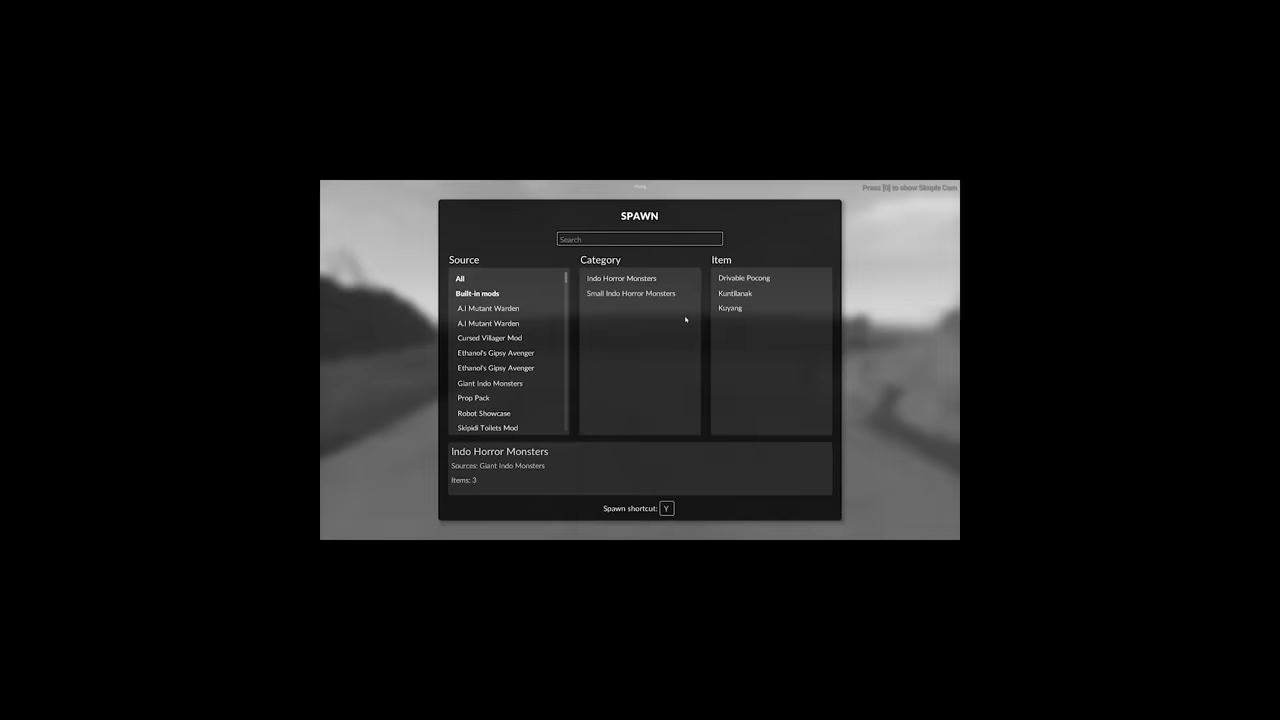 Press [G] to show Simple Cam
SPAWN
Search
Source
Category
Item
All
Built-in mods
A.I Mutant Warden
A.I Mutant Warden
Cursed Villager Mod
Ethanol's Gipsy Avenger
Ethanol's Gipsy Avenger
Giant Indo Monsters
Prop Pack
Robot Showcase
Skipidi Toilets Mod
Indo Horror Monsters
Small Indo Horror Monsters
Drivable Pocong
Kuntilanak
Kuyang
Indo Horror Monsters
Sources: Giant Indo Monsters
Items: 3
Spawn shortcut: Y